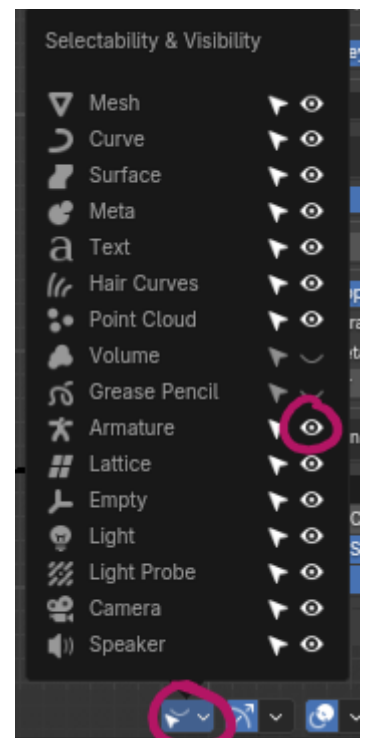 Selectability & Visibility
Mesh
Curve
Surface
Meta
Text
Hair Curves
Point Cloud
Volume
Grease Pencil
Armature
Lattice
Empty
Light
Light Probe
Camera
Speaker